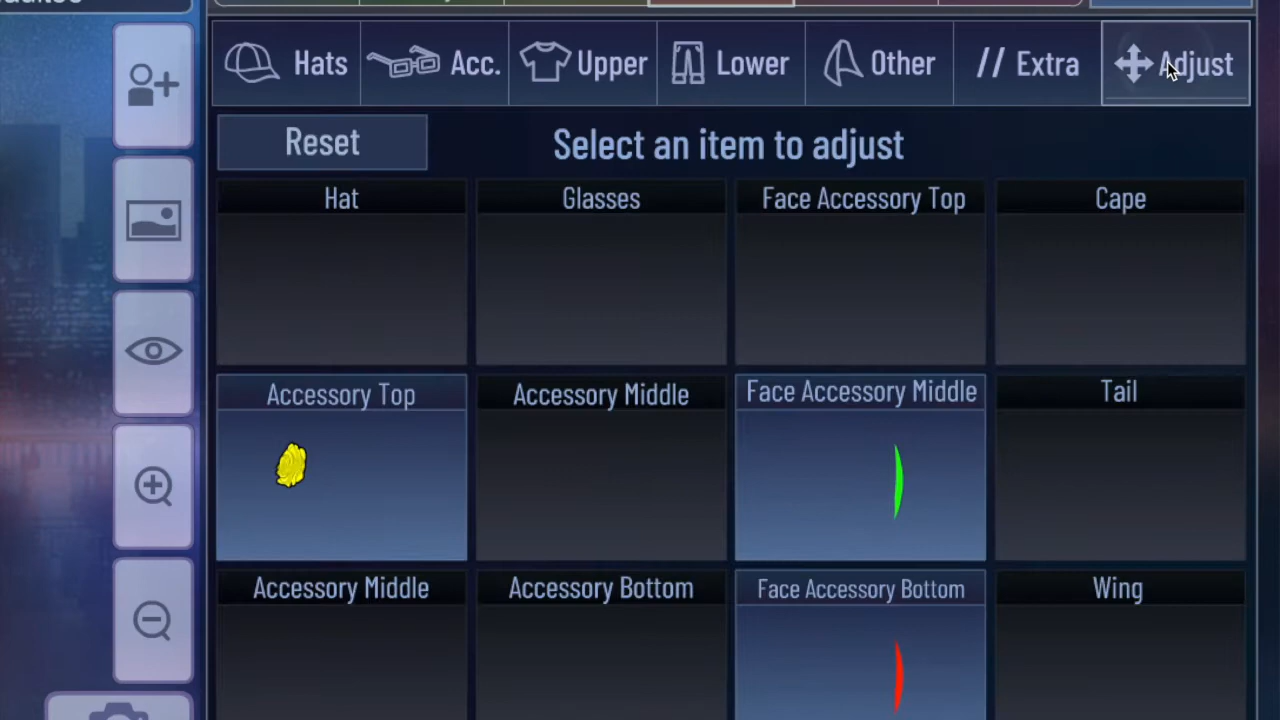 Hats Acc. Upper Lower Other // Extra Adjust
Reset Select an item to adjust
Hat Glasses Face Accessory Top Cape
Accessory Top Accessory Middle Face Accessory Middle Tail
Accessory Middle Accessory Bottom Face Accessory Bottom Wing